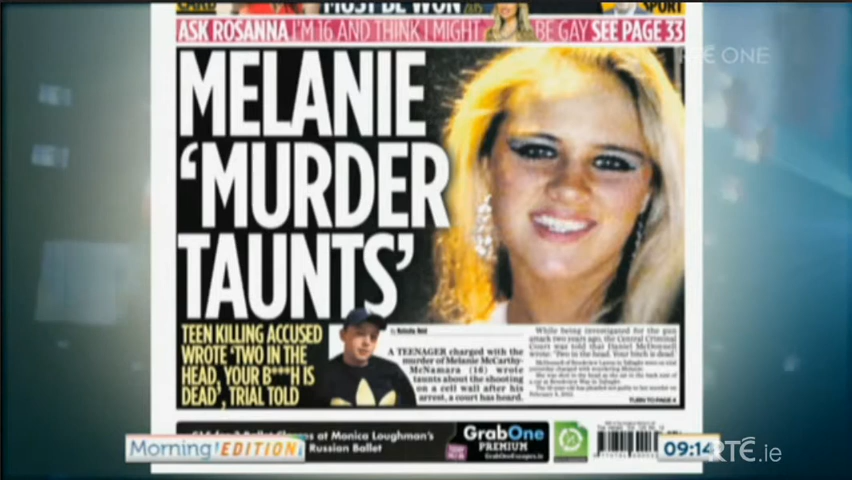 MUST BE WON
SPORT
RTÉ ONE
ASK ROSANNA I'M 16 AND THINK I MIGHT BE GAY SEE PAGE 33
MELANIE
'MURDER
TAUNTS'
TEEN KILLING ACCUSED
WROTE 'TWO IN THE
HEAD, YOUR B***H IS
DEAD', TRIAL TOLD
By
A TEENAGER charged with the
murder of Melanie McCarthy-
McNamara (16) wrote
taunts about the shooting
on a cell wall after his
arrest, a court has heard.
While being investigated for the gun
attack two years ago, the Central Criminal
Court was told that Daniel McDonnell
wrote: 'Two in the head. Your bitch is dead'
TURN TO PAGE 4
at Monica Loughman's
Russian Ballet
GrabOne
PREMIUM
Morning! EDITION
09:14
RTÉ.ie